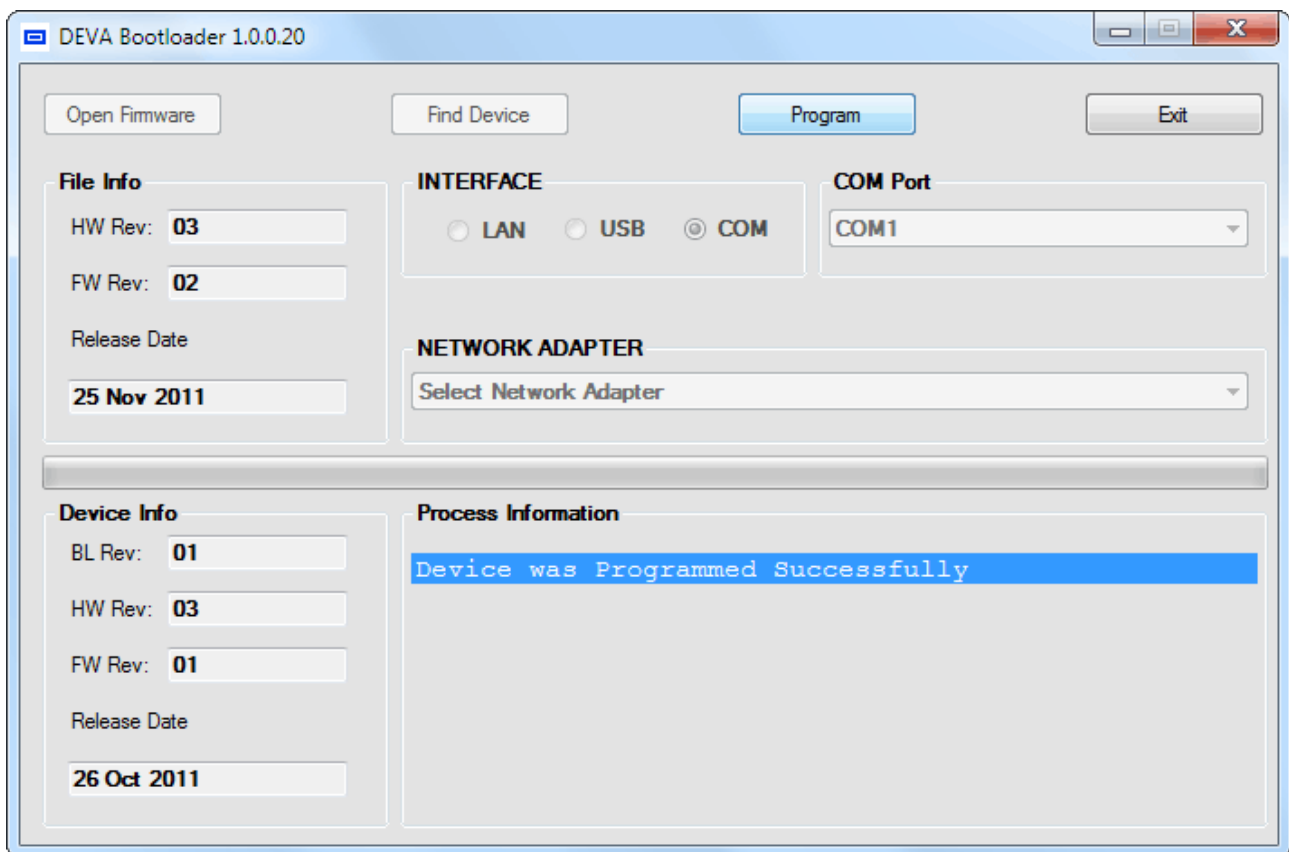 DEVA Bootloader 1.0.0.20
Open Firmware Find Device Program Exit
File Info
HW Rev: 03
FW Rev: 02
Release Date
25 Nov 2011
INTERFACE
LAN USB COM
COM Port
COM1
NETWORK ADAPTER
Select Network Adapter
Device Info
BL Rev: 01
HW Rev: 03
FW Rev: 01
Release Date
26 Oct 2011
Process Information
Device was Programmed Successfully